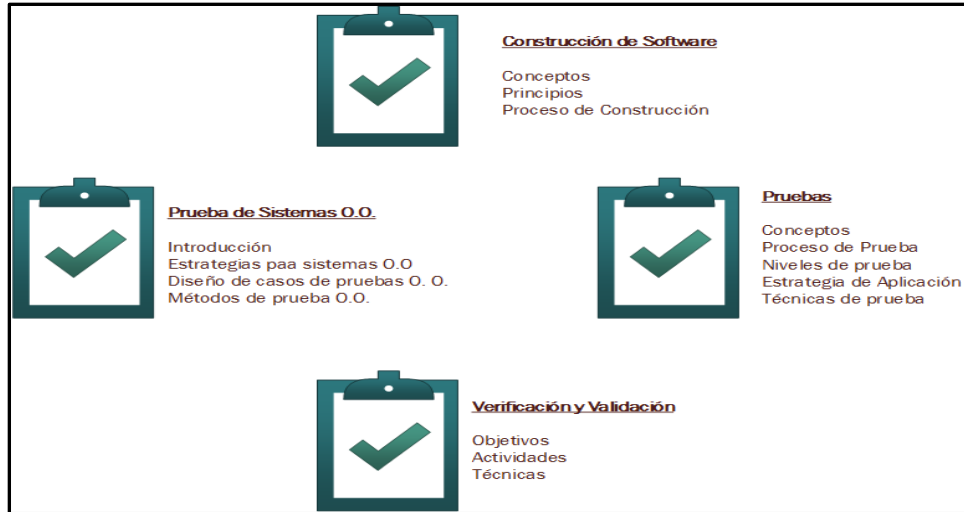 Construcción de Software
Conceptos
Principios
Proceso de Construcción
Prueba de Sistemas O.O.
Introducción
Estrategias paa sistemas O.O
Diseño de casos de pruebas O. O.
Métodos de prueba O.O.
Pruebas
Conceptos
Proceso de Prueba
Niveles de prueba
Estrategia de Aplicación
Técnicas de prueba
Verificación y Validación
Objetivos
Actividades
Técnicas